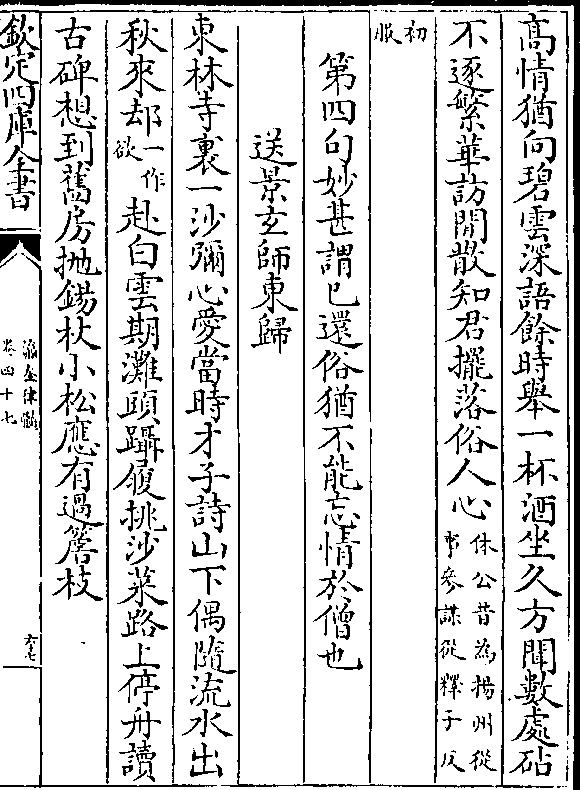 高情猶向碧雲深語餘時舉一杯酒坐久方聞數處砧
不逐繁華訪閒散知君擺落俗人心休公昔為揚州從
事參謀從釋子反
初服
第四句妙甚謂已還俗猶不能忘情於僧也
送景玄師東歸
東林寺裏一沙彌心愛當時才子詩山下偶隨流水出
秋來却一作欲赴白雲期灘頭躡履挑沙菜路上停舟讀
古碑想到舊房拋錫杖小松應有過簷枝
欽定四庫全書
瀛奎律髓
卷四十七
六七